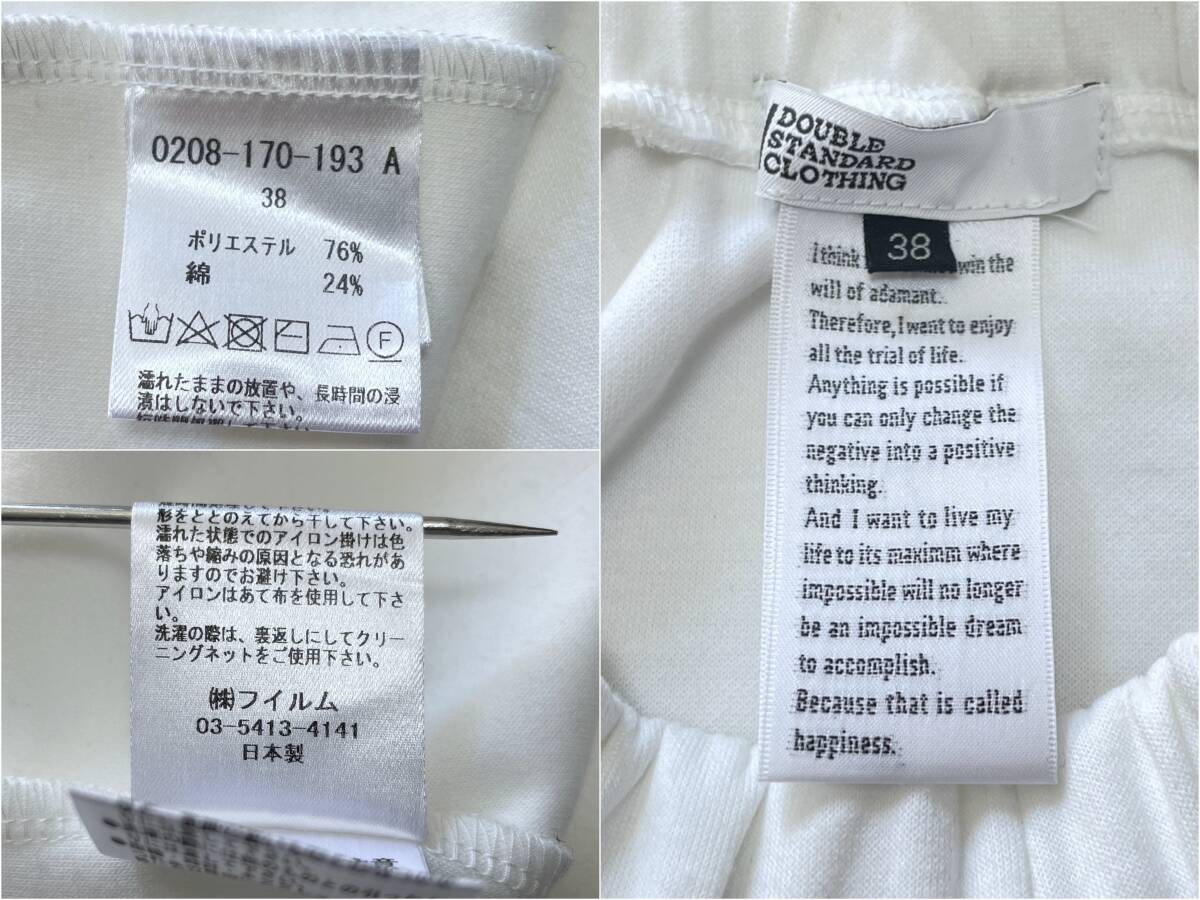 0208-170-193 A
38
ポリエステル 76%
綿 24%
F
濡れたままの放置や、長時間の浸
漬はしないで下さい。
形をととのえてから干して下さい。
濡れた状態でのアイロン掛けは色
落ちや縮みの原因となる恐れがあ
りますのでお避け下さい。
アイロンはあて布を使用して下さ
い。
洗濯の際は、裏返しにしてクリー
ニングネットをご使用下さい。
㈱フイルム
03-5413-4141
日本製
DOUBLE
STANDARD
CLOTHING
38
I think win the
will of adamant.
Therefore, I want to enjoy
all the trial of life.
Anything is possible if
you can only change the
negative into a positive
thinking.
And I want to live my
life to its maximm where
impossible will no longer
be an impossible dream
to accomplish.
Because that is called
happiness.